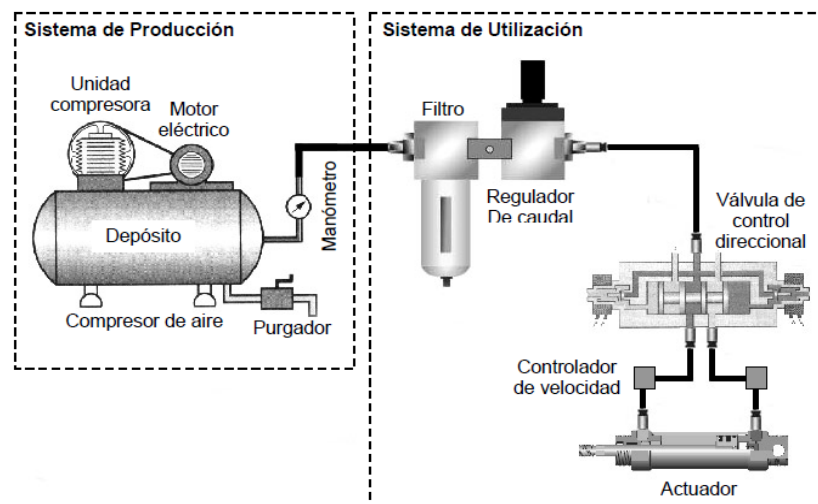 Sistema de Producción
Unidad
compresora
Motor
eléctrico
Depósito
Manómetro
Compresor de aire
Purgador
Sistema de Utilización
Filtro
Regulador
De caudal
Válvula de
control
direccional
Controlador
de velocidad
Actuador